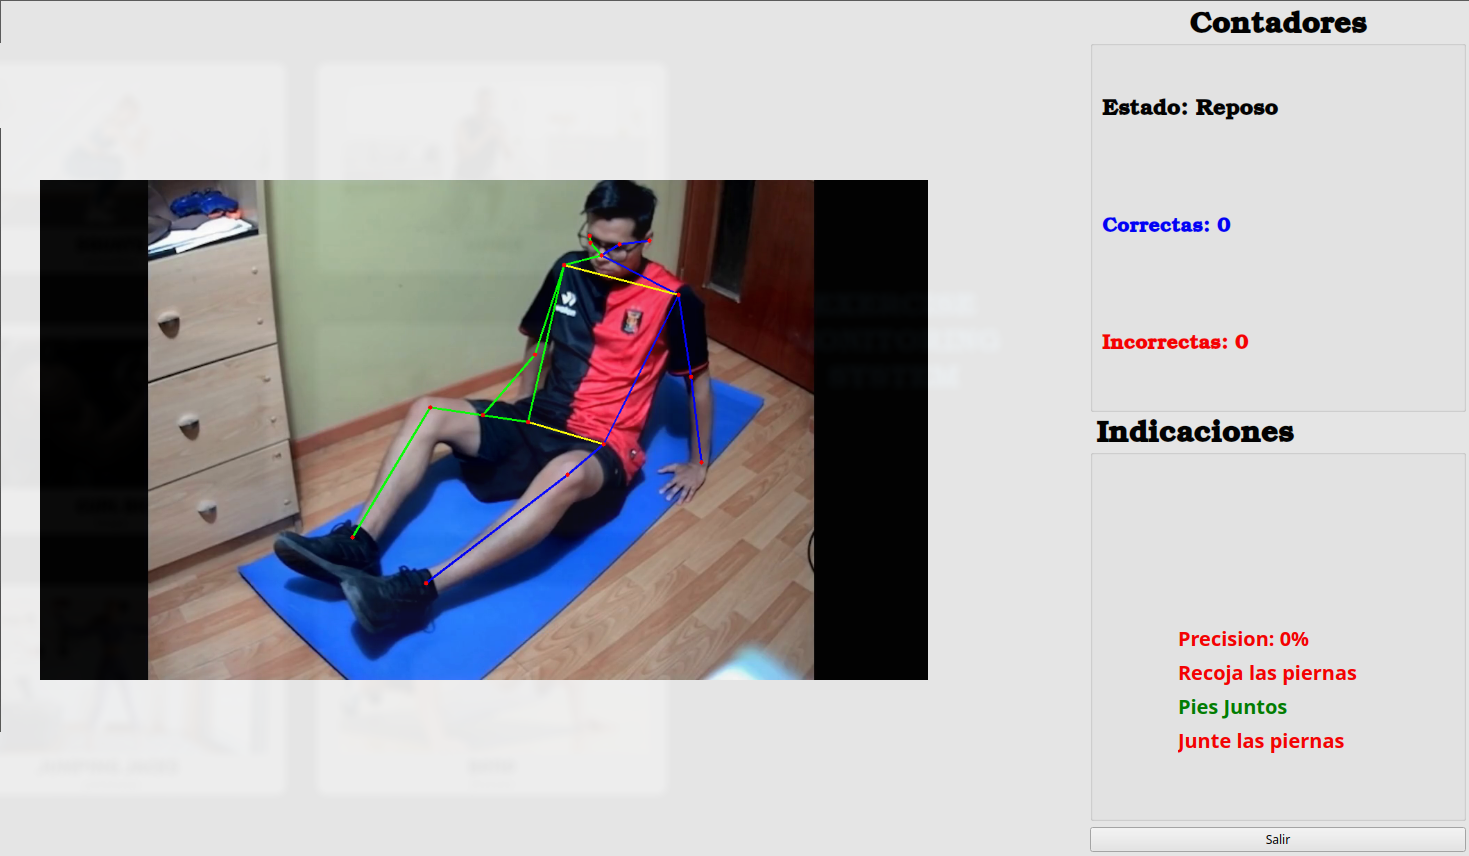 Contadores
Estado: Reposo
Correctas: 0
Incorrectas: 0
Indicaciones
Precision: 0%
Recoja las piernas
Pies Juntos
Junte las piernas
Salir